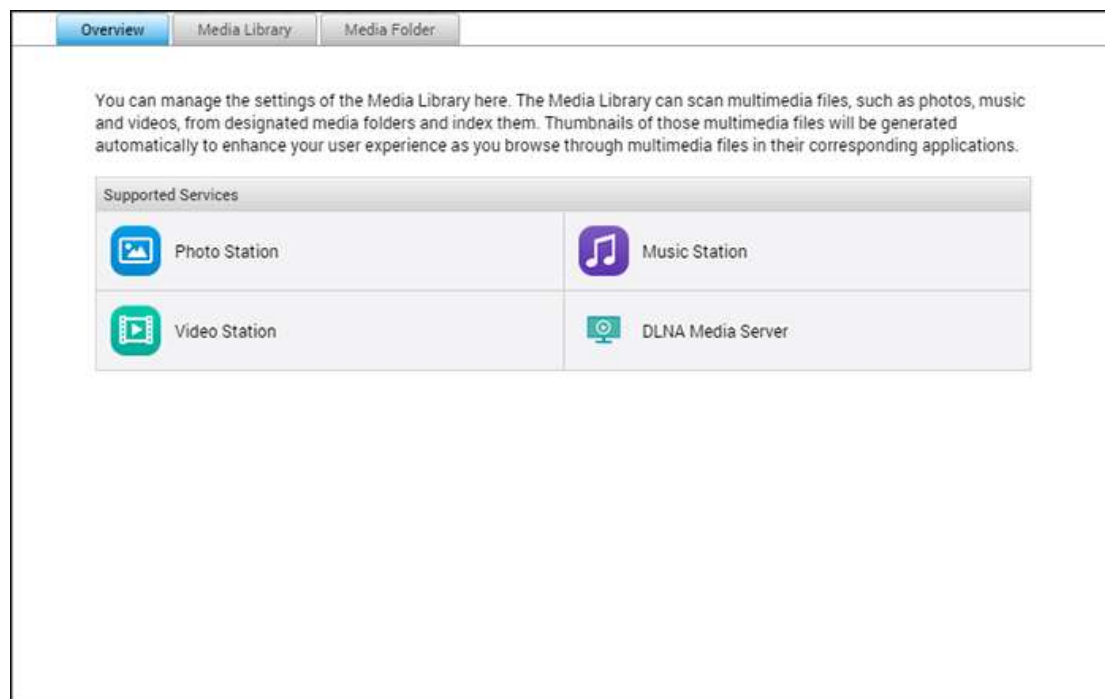 Overview
Media Library
Media Folder
You can manage the settings of the Media Library here. The Media Library can scan multimedia files, such as photos, music
and videos, from designated media folders and index them. Thumbnails of those multimedia files will be generated
automatically to enhance your user experience as you browse through multimedia files in their corresponding applications.
Supported Services
Photo Station
Music Station
Video Station
DLNA Media Server